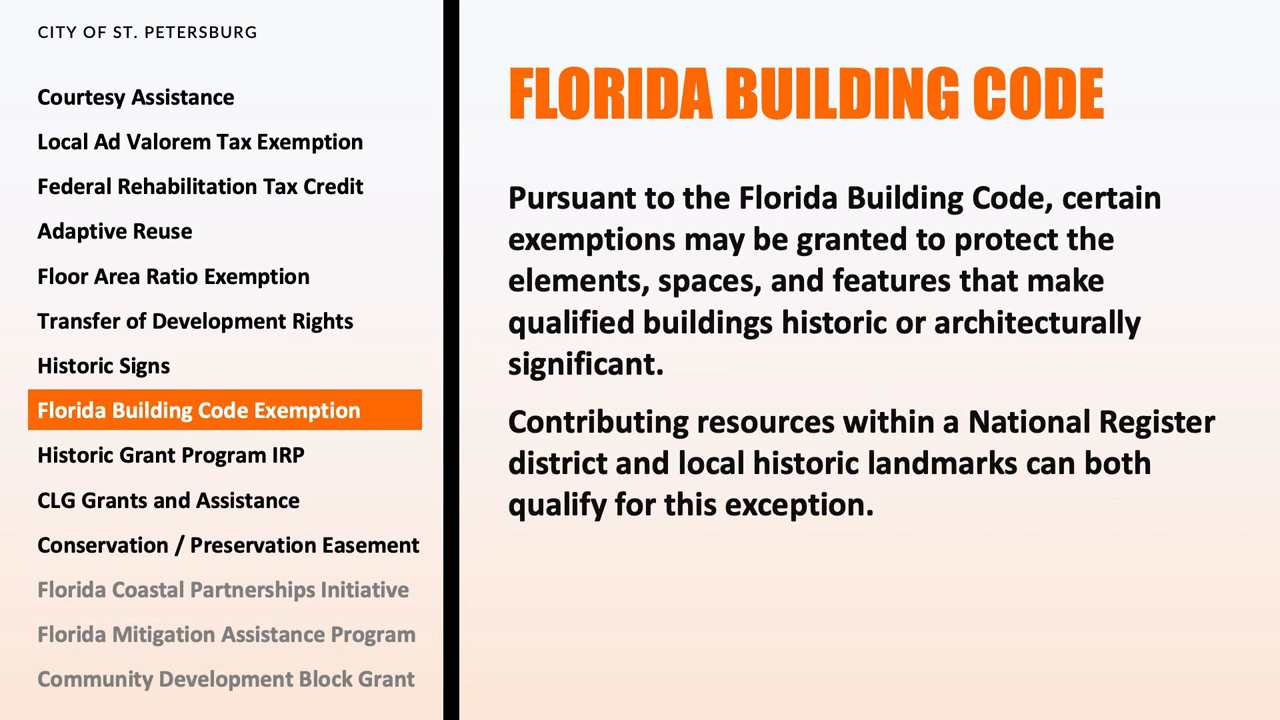 CITY OF ST. PETERSBURG
Courtesy Assistance
Local Ad Valorem Tax Exemption
Federal Rehabilitation Tax Credit
Adaptive Reuse
Floor Area Ratio Exemption
Transfer of Development Rights
Historic Signs
Florida Building Code Exemption
Historic Grant Program IRP
CLG Grants and Assistance
Conservation / Preservation Easement
Florida Coastal Partnerships Initiative
Florida Mitigation Assistance Program
Community Development Block Grant
FLORIDA BUILDING CODE
Pursuant to the Florida Building Code, certain
exemptions may be granted to protect the
elements, spaces, and features that make
qualified buildings historic or architecturally
significant.
Contributing resources within a National Register
district and local historic landmarks can both
qualify for this exception.